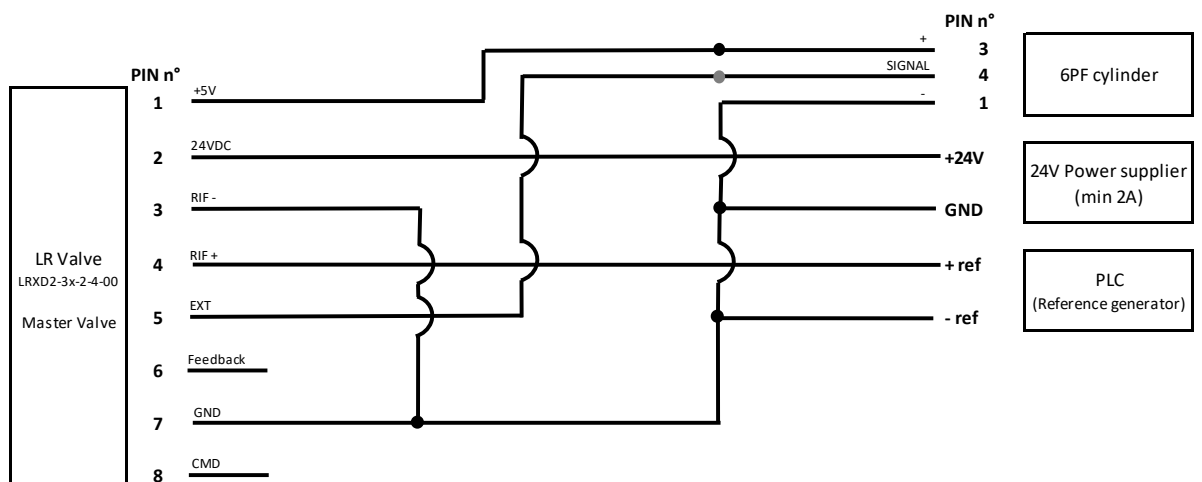 PIN n°
+ 3
SIGNAL 4
- 1
6PF cylinder
PIN n°
1 +5V
2 24VDC
+24V
3 RIF -
GND
24V Power supplier
(min 2A)
4 RIF +
+ ref
5 EXT
- ref
PLC
(Reference generator)
6 Feedback
7 GND
8 CMD
LR Valve
LRXD2-3x-2-4-00
Master Valve